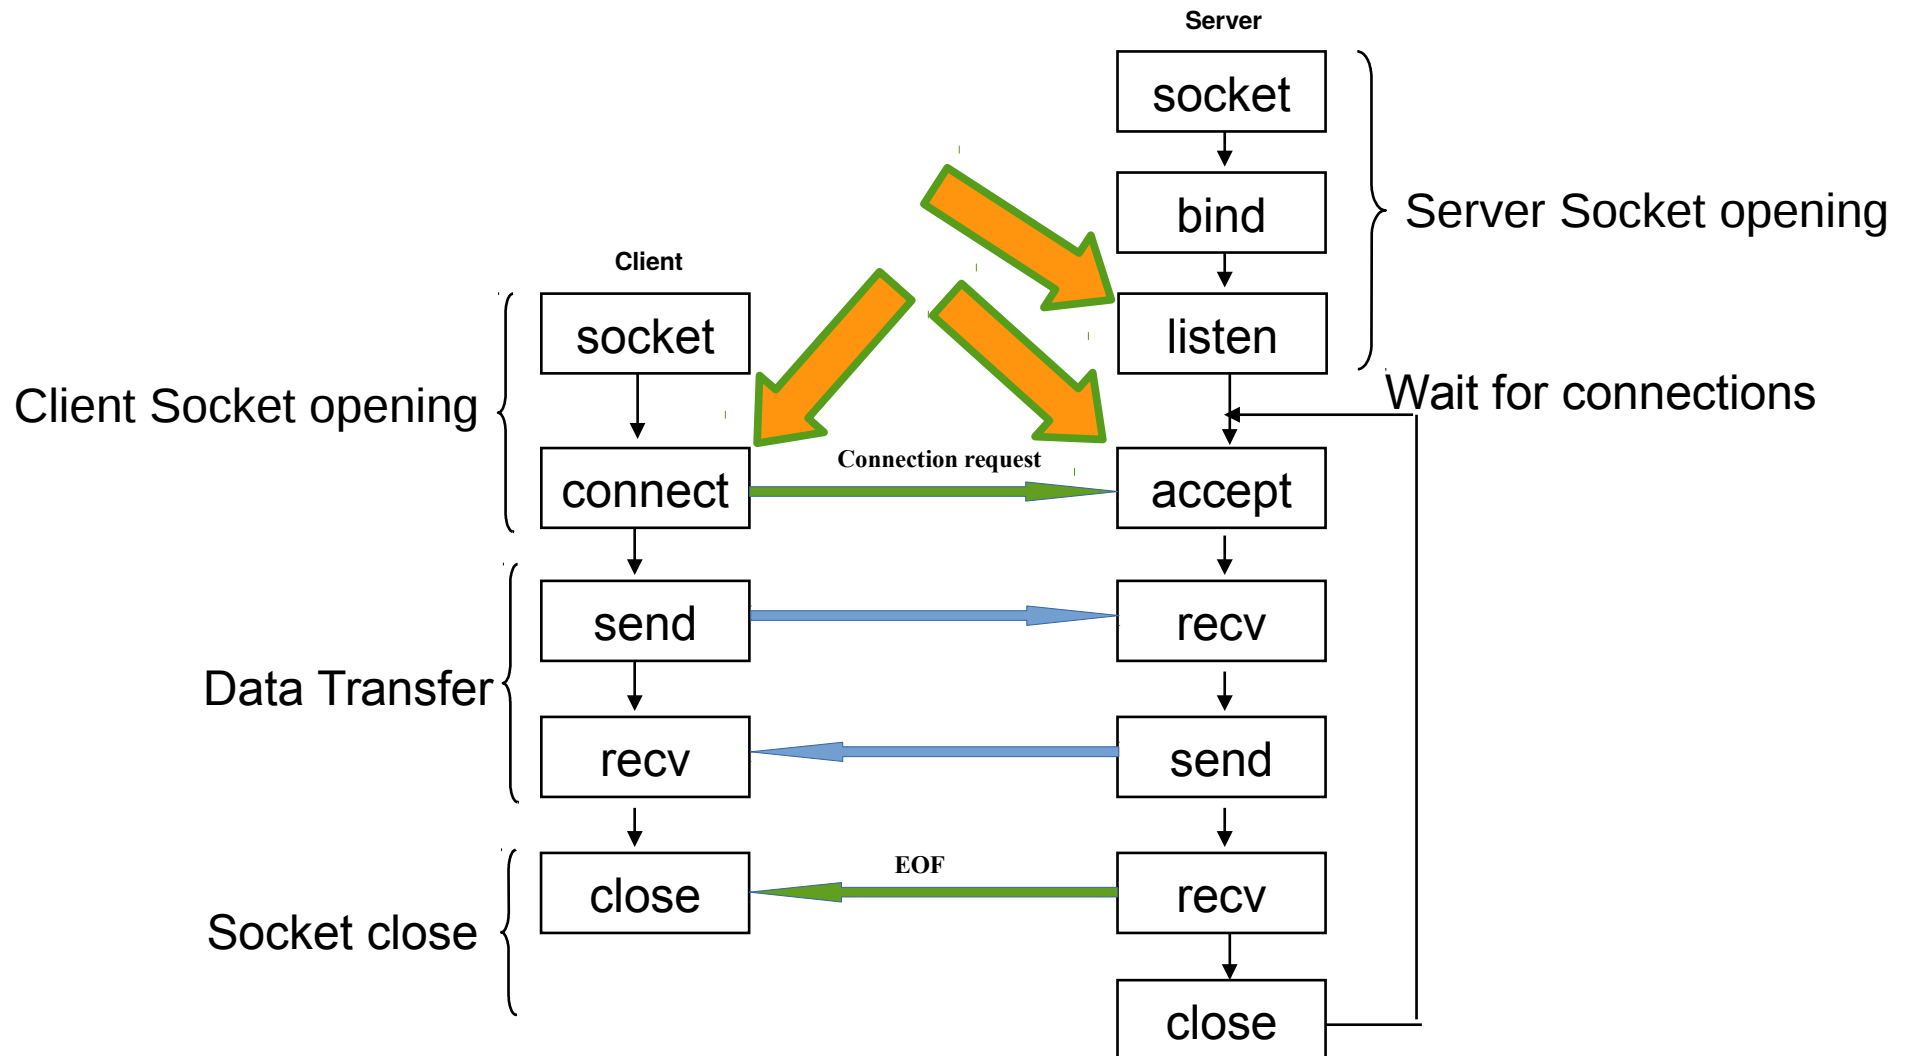 Server
socket
bind
Server Socket opening
Client
socket
listen
Client Socket opening
Wait for connections
Connection request
connect
accept
send
recv
Data Transfer
recv
send
EOF
close
recv
Socket close
close